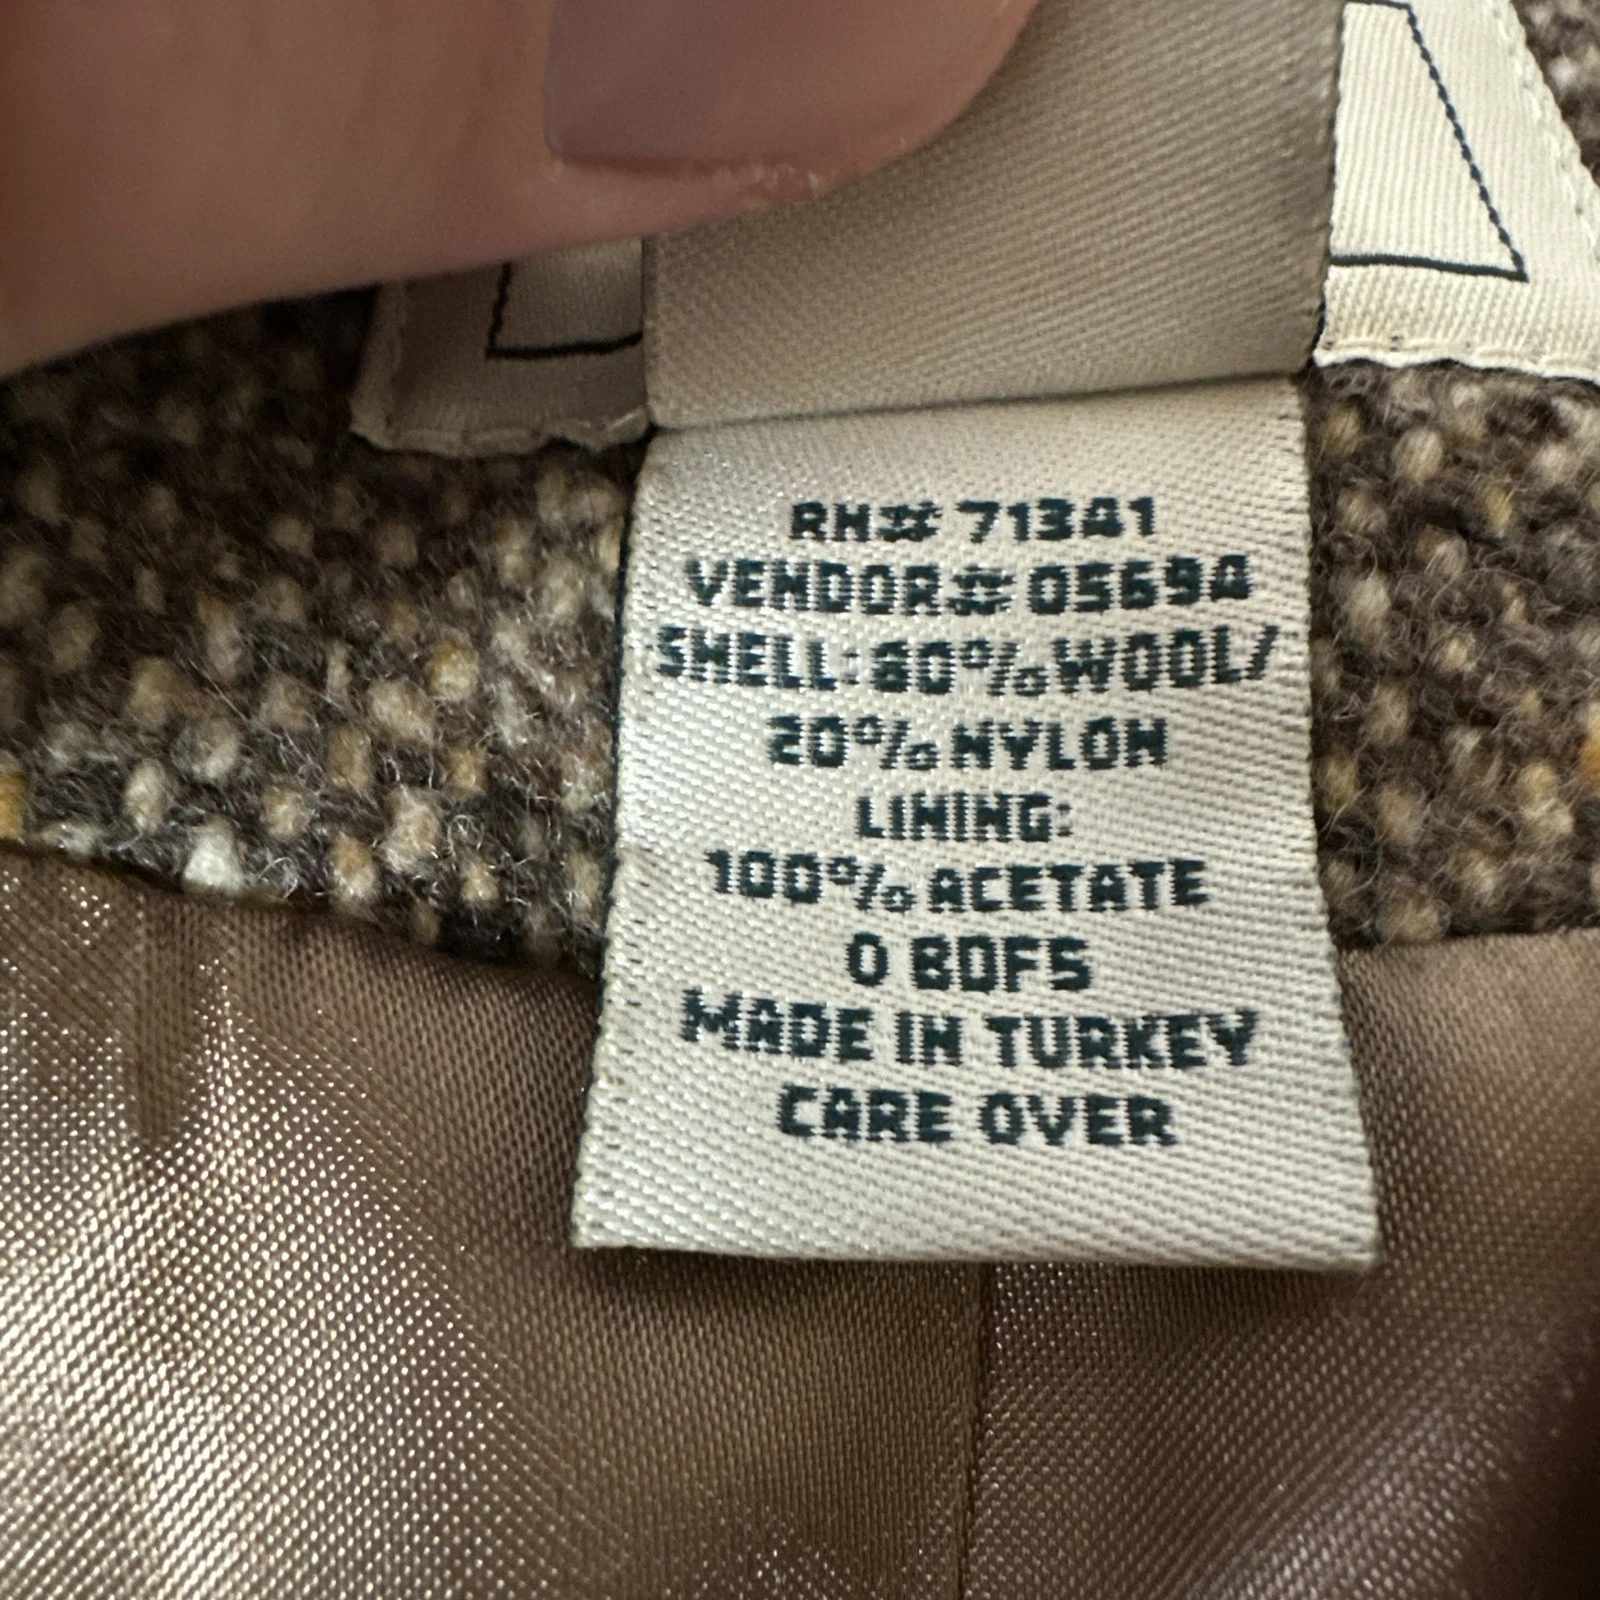 RN# 71341
VENDOR# 05694
SHELL: 80% WOOL/
20% NYLON
LINING:
100% ACETATE
0 BDFS
MADE IN TURKEY
CARE OVER